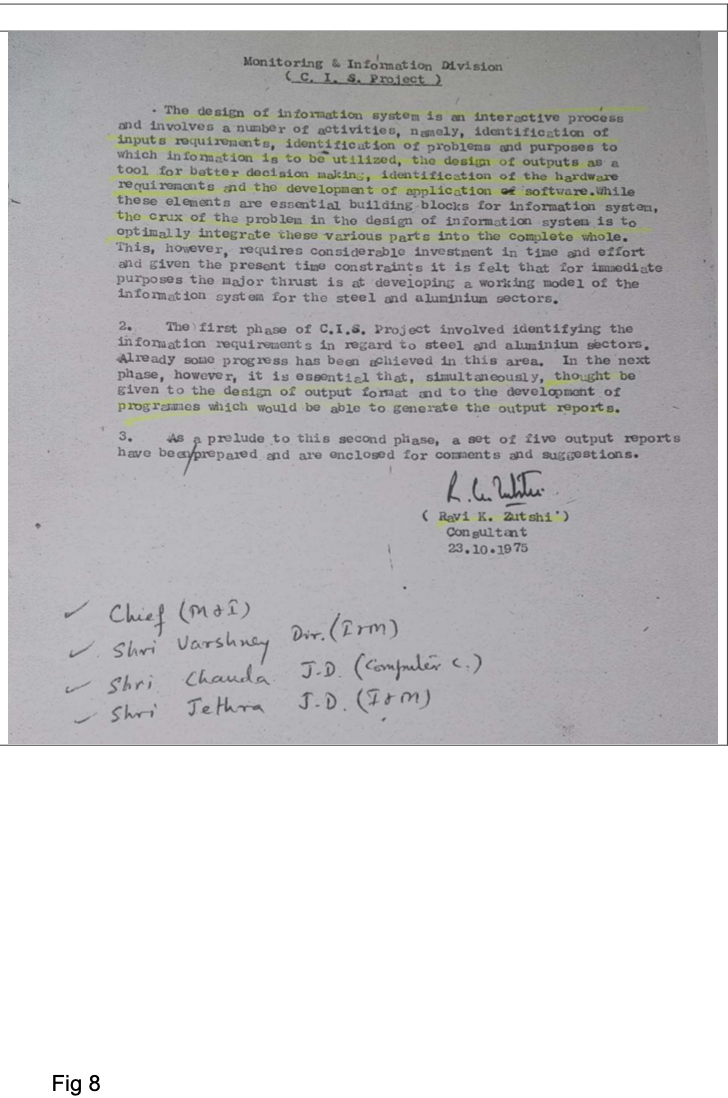 Monitoring & Information Division
( C. I. S. Project )
The design of information system is an interactive process
and involves a number of activities, namely, identification of
inputs requirements, identification of problems and purposes to
which information is to be utilized, the design of outputs as a
tool for better decision making, identification of the hardware
requirements and the development of application of software.While
these elements are essential building blocks for information system,
the crux of the problem in the design of information system is to
optimally integrate these various parts into the complete whole.
This, however, requires considerable investment in time and effort
and given the present time constraints it is felt that for immediate
purposes the major thrust is at developing a working model of the
information system for the steel and aluminium sectors.
2. The first phase of C.I.S. Project involved identifying the
information requirements in regard to steel and aluminium sectors.
Already some progress has been achieved in this area. In the next
phase, however, it is essential that, simultaneously, thought be
given to the design of output format and to the development of
programmes which would be able to generate the output reports.
3. As a prelude to this second phase, a set of five output reports
have been/prepared and are enclosed for comments and suggestions.
( Ravi K. Zutshi )
Consultant
23.10.1975
Chief (M&I)
Shri Varshney Dir. (I&M)
Shri Chauda J.D. (Computer C.)
Shri Jethra J.D. (I&M)
Fig 8